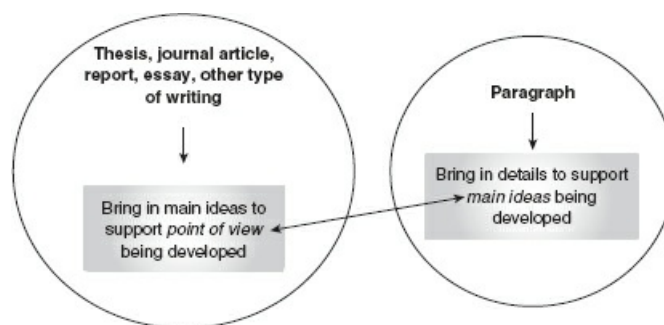 Thesis, journal article,
report, essay, other type
of writing
Bring in main ideas to
support point of view
being developed
Paragraph
Bring in details to support
main ideas being
developed